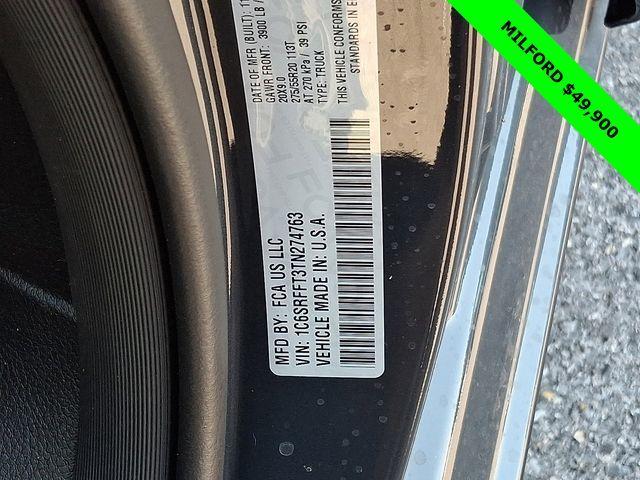 DATE OF MFR (BUILT):
GAWR FRONT: 3900 LB /
20X9.0
275/55R20 113T
AT 270 kPa / 39 PSI
TYPE: TRUCK
THIS VEHICLE CONFORMS
STANDARDS IN
MFD BY: FCA US LLC
VIN: 1C6SRFFT3TN274763
VEHICLE MADE IN: U.S.A.
MILFORD $49,900